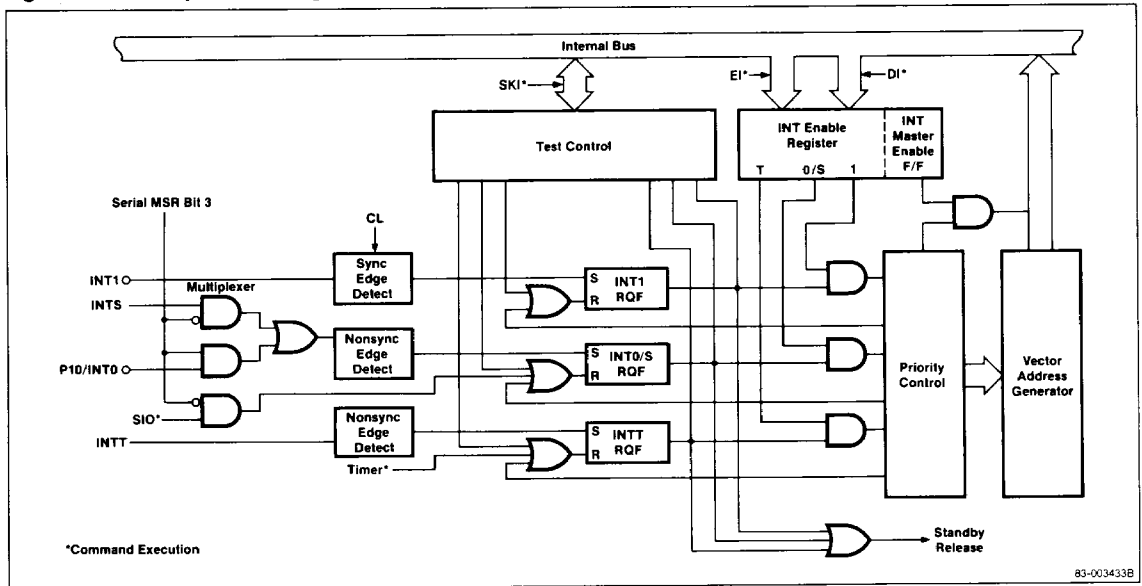 Internal Bus
SKI*
EI*
DI*
Test Control
INT Enable
Register
T 0/S 1
INT
Master
Enable
F/F
Serial MSR Bit 3
CL
INT1
Sync
Edge
Detect
S
R
INT1
RQF
Multiplexer
INTS
P10/INT0
Nonsync
Edge
Detect
S
R
INT0/S
RQF
SIO*
INTT
Nonsync
Edge
Detect
S
R
INTT
RQF
Timer*
Priority
Control
Vector
Address
Generator
Standby
Release
*Command Execution
83-003433B